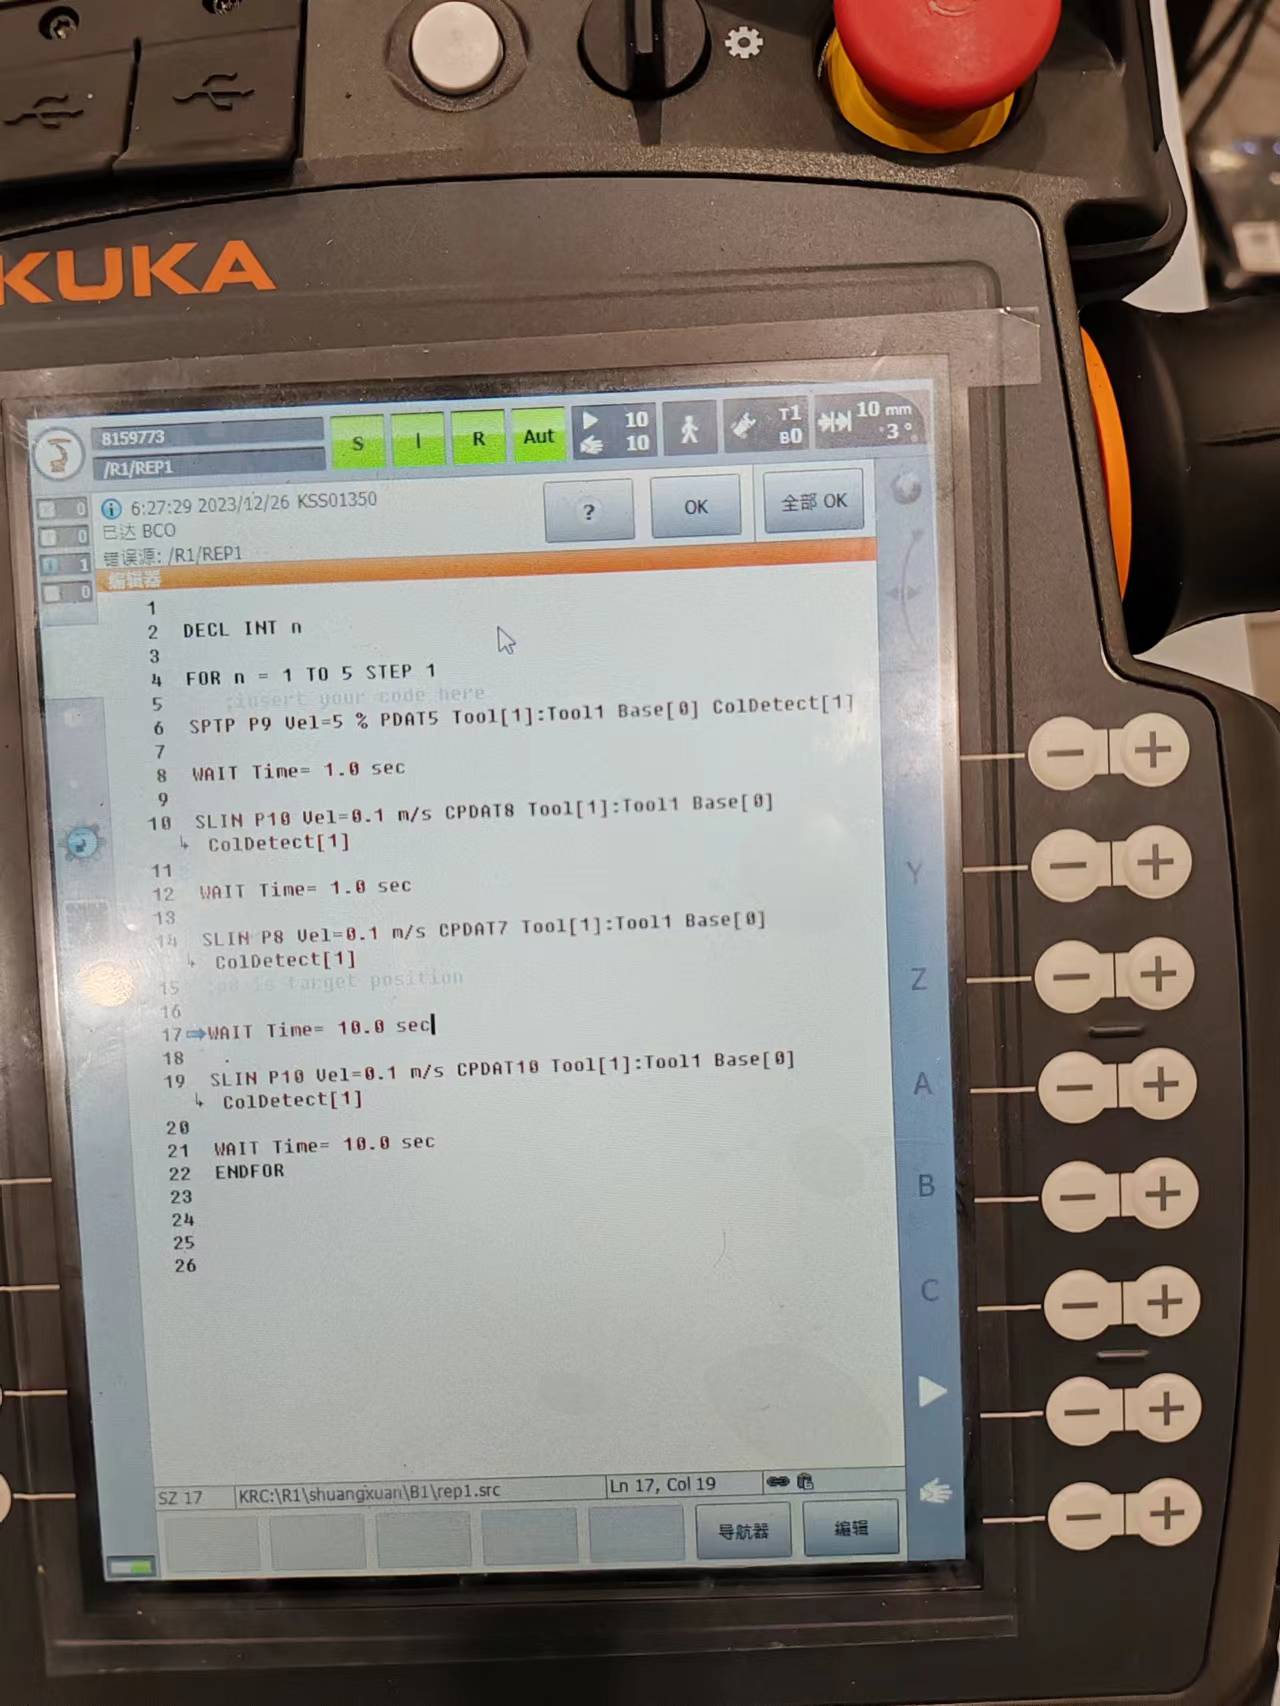 KUKA
8159773
/R1/REP1
S I R Aut
10
10
T1
B0
10 mm
3 °
0
0
1
0
6:27:29 2023/12/26 KSS01350
已达 BCO
错误源: /R1/REP1
?
OK
全部 OK
编辑器
1
2 DECL INT n
3
4 FOR n = 1 TO 5 STEP 1
5 ;insert your code here
6 SPTP P9 Vel=5 % PDAT5 Tool[1]:Tool1 Base[0] ColDetect[1]
7
8 WAIT Time= 1.0 sec
9
10 SLIN P10 Vel=0.1 m/s CPDAT8 Tool[1]:Tool1 Base[0]
↳ ColDetect[1]
11
12 WAIT Time= 1.0 sec
13
14 SLIN P8 Vel=0.1 m/s CPDAT7 Tool[1]:Tool1 Base[0]
↳ ColDetect[1]
15 ;p8 is target position
16
17 WAIT Time= 10.0 sec
18 .
19 SLIN P10 Vel=0.1 m/s CPDAT10 Tool[1]:Tool1 Base[0]
↳ ColDetect[1]
20
21 WAIT Time= 10.0 sec
22 ENDFOR
23
24
25
26
Y
Z
A
B
C
SZ 17
KRC:\R1\shuangxuan\B1\rep1.src
Ln 17, Col 19
导航器
编辑